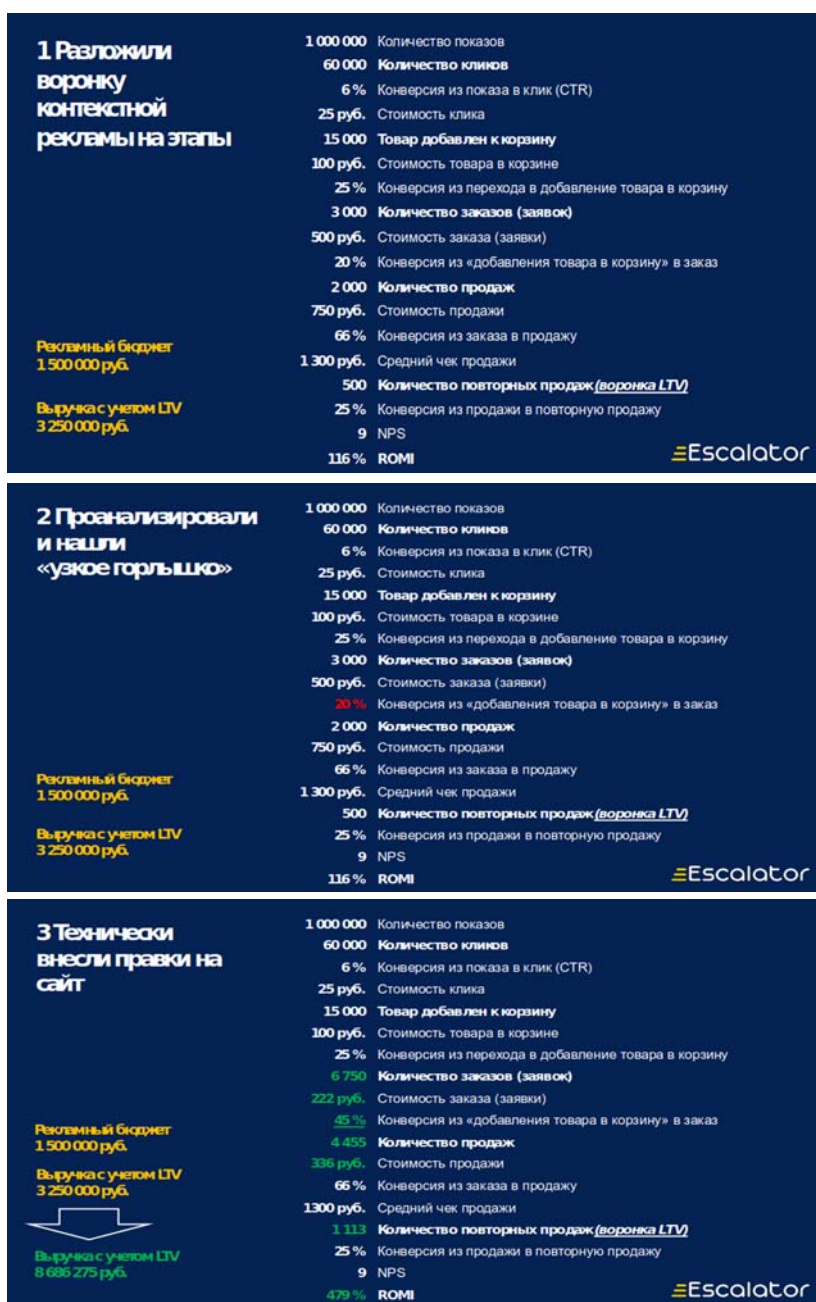 1 Разложили
воронку
контекстной
рекламы на этапы
1 000 000 Количество показов
60 000 Количество кликов
6 % Конверсия из показа в клик (CTR)
25 руб. Стоимость клика
15 000 Товар добавлен к корзину
100 руб. Стоимость товара в корзине
25 % Конверсия из перехода в добавление товара в корзину
3 000 Количество заказов (заявок)
500 руб. Стоимость заказа (заявки)
20 % Конверсия из «добавления товара в корзину» в заказ
2 000 Количество продаж
750 руб. Стоимость продажи
66 % Конверсия из заказа в продажу
1 300 руб. Средний чек продажи
500 Количество повторных продаж (воронка LTV)
25 % Конверсия из продажи в повторную продажу
9 NPS
116 % ROMI
Рекламный бюджет
1 500 000 руб.
Выручка с учетом LTV
3 250 000 руб.
Escalator
2 Проанализировали
и нашли
«узкое горлышко»
1 000 000 Количество показов
60 000 Количество кликов
6 % Конверсия из показа в клик (CTR)
25 руб. Стоимость клика
15 000 Товар добавлен к корзину
100 руб. Стоимость товара в корзине
25 % Конверсия из перехода в добавление товара в корзину
3 000 Количество заказов (заявок)
500 руб. Стоимость заказа (заявки)
20 % Конверсия из «добавления товара в корзину» в заказ
2 000 Количество продаж
750 руб. Стоимость продажи
66 % Конверсия из заказа в продажу
1 300 руб. Средний чек продажи
500 Количество повторных продаж (воронка LTV)
25 % Конверсия из продажи в повторную продажу
9 NPS
116 % ROMI
Рекламный бюджет
1 500 000 руб.
Выручка с учетом LTV
3 250 000 руб.
Escalator
3 Технически
внесли правки на
сайт
1 000 000 Количество показов
60 000 Количество кликов
6 % Конверсия из показа в клик (CTR)
25 руб. Стоимость клика
15 000 Товар добавлен к корзину
100 руб. Стоимость товара в корзине
25 % Конверсия из перехода в добавление товара в корзину
6 750 Количество заказов (заявок)
222 руб. Стоимость заказа (заявки)
45 % Конверсия из «добавления товара в корзину» в заказ
4 455 Количество продаж
336 руб. Стоимость продажи
66 % Конверсия из заказа в продажу
1300 руб. Средний чек продажи
1 113 Количество повторных продаж (воронка LTV)
25 % Конверсия из продажи в повторную продажу
9 NPS
479 % ROMI
Рекламный бюджет
1 500 000 руб.
Выручка с учетом LTV
3 250 000 руб.
Выручка с учетом LTV
8 686 275 руб.
Escalator